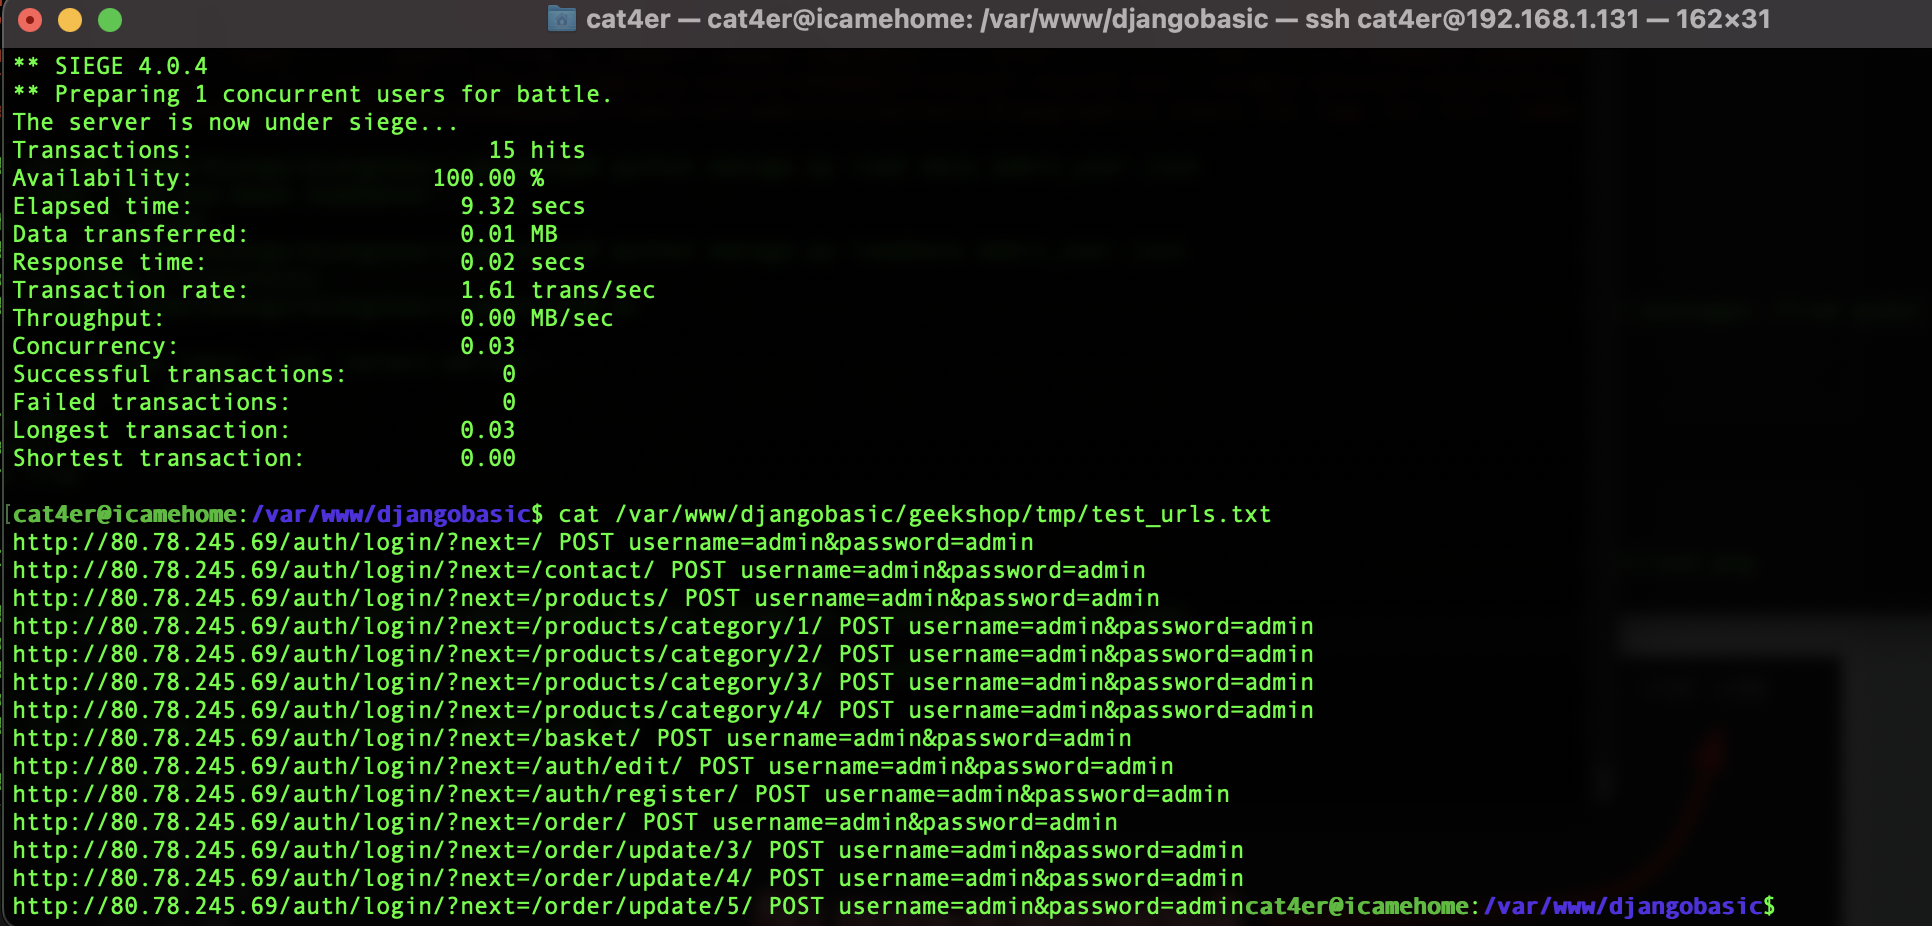 cat4er — cat4er@icamehome: /var/www/djangobasic — ssh cat4er@192.168.1.131 — 162×31
** SIEGE 4.0.4
** Preparing 1 concurrent users for battle.
The server is now under siege...
Transactions: 15 hits
Availability: 100.00 %
Elapsed time: 9.32 secs
Data transferred: 0.01 MB
Response time: 0.02 secs
Transaction rate: 1.61 trans/sec
Throughput: 0.00 MB/sec
Concurrency: 0.03
Successful transactions: 0
Failed transactions: 0
Longest transaction: 0.03
Shortest transaction: 0.00
[cat4er@icamehome:/var/www/djangobasic$ cat /var/www/djangobasic/geekshop/tmp/test_urls.txt
http://80.78.245.69/auth/login/?next=/ POST username=admin&password=admin
http://80.78.245.69/auth/login/?next=/contact/ POST username=admin&password=admin
http://80.78.245.69/auth/login/?next=/products/ POST username=admin&password=admin
http://80.78.245.69/auth/login/?next=/products/category/1/ POST username=admin&password=admin
http://80.78.245.69/auth/login/?next=/products/category/2/ POST username=admin&password=admin
http://80.78.245.69/auth/login/?next=/products/category/3/ POST username=admin&password=admin
http://80.78.245.69/auth/login/?next=/products/category/4/ POST username=admin&password=admin
http://80.78.245.69/auth/login/?next=/basket/ POST username=admin&password=admin
http://80.78.245.69/auth/login/?next=/auth/edit/ POST username=admin&password=admin
http://80.78.245.69/auth/login/?next=/auth/register/ POST username=admin&password=admin
http://80.78.245.69/auth/login/?next=/order/ POST username=admin&password=admin
http://80.78.245.69/auth/login/?next=/order/update/3/ POST username=admin&password=admin
http://80.78.245.69/auth/login/?next=/order/update/4/ POST username=admin&password=admin
http://80.78.245.69/auth/login/?next=/order/update/5/ POST username=admin&password=admincat4er@icamehome:/var/www/djangobasic$